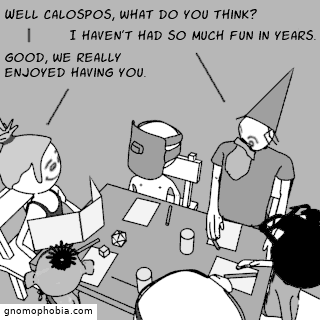 WELL CALOSPOS, WHAT DO YOU THINK?
I HAVEN'T HAD SO MUCH FUN IN YEARS.
GOOD, WE REALLY
ENJOYED HAVING YOU.
gnomophobia.com